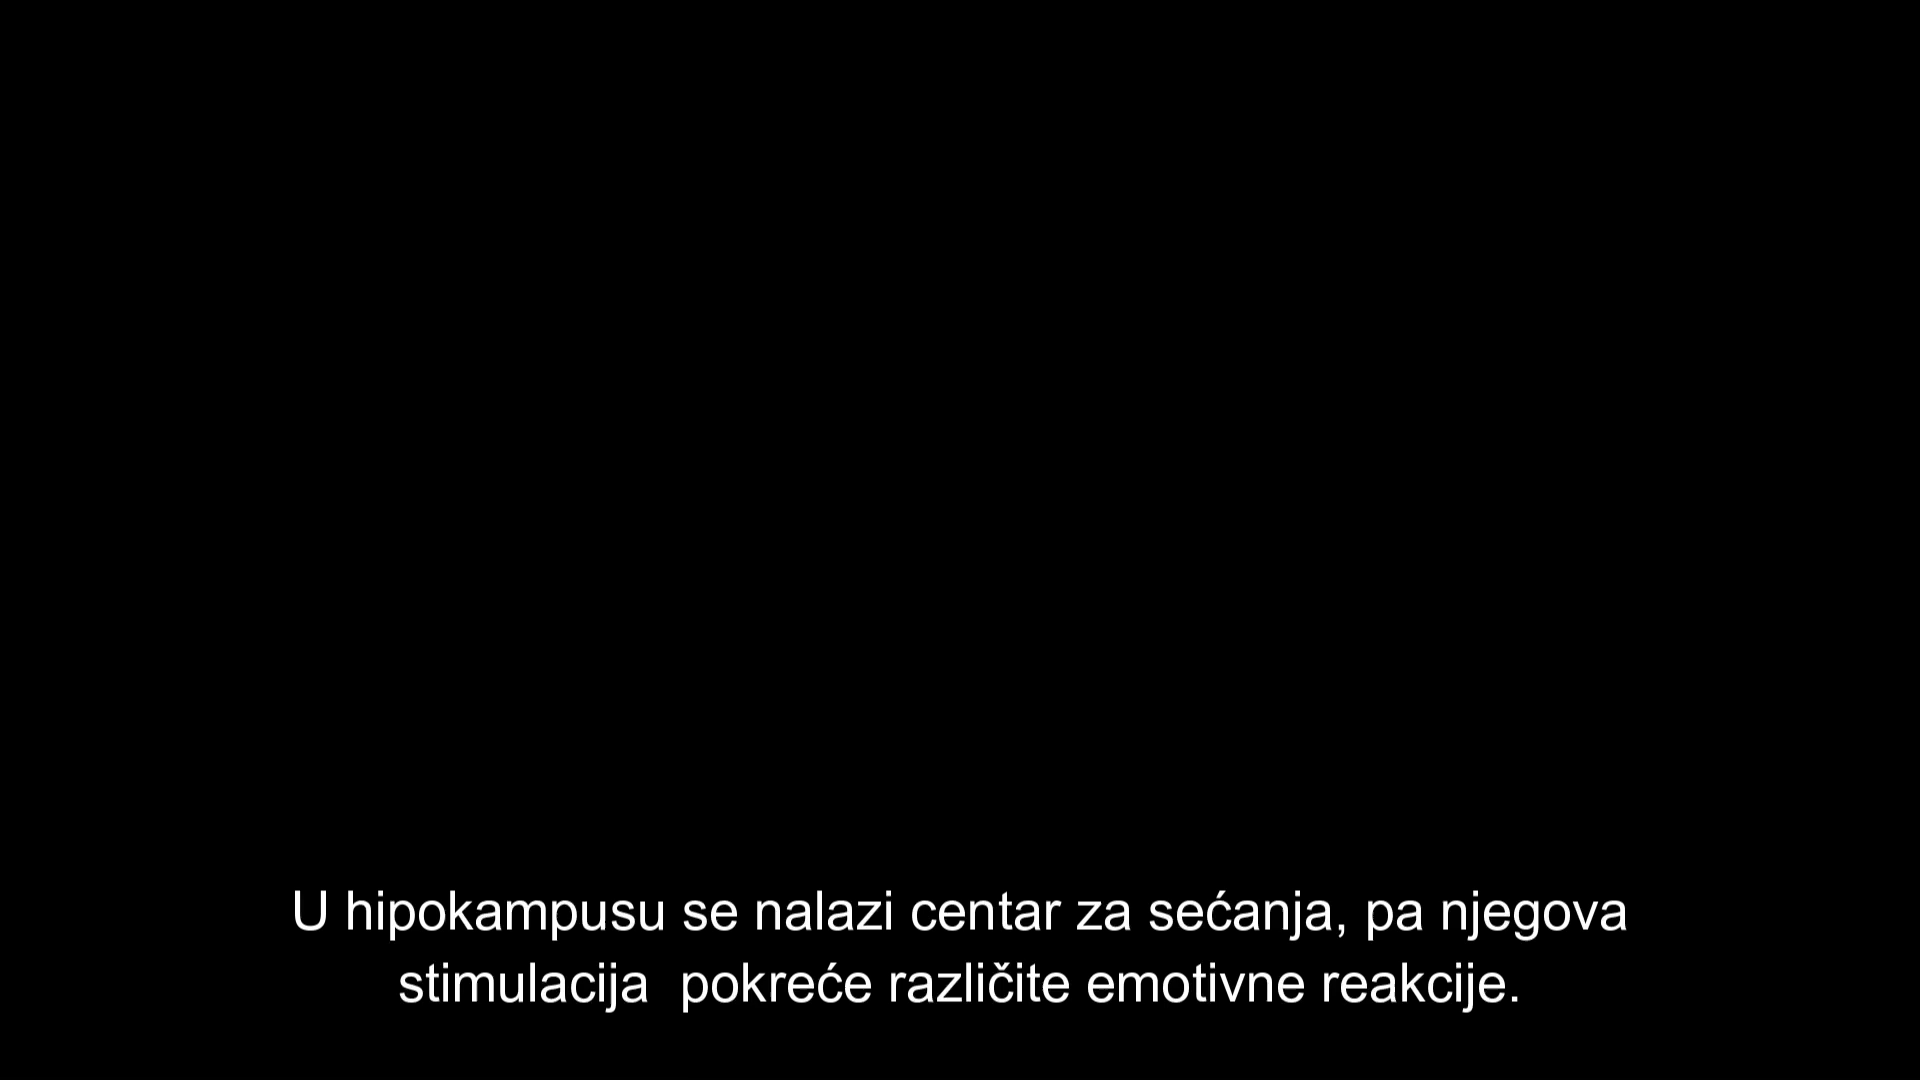 U hipokampusu se nalazi centar za sećanja, pa njegova
stimulacija  pokreće različite emotivne reakcije.